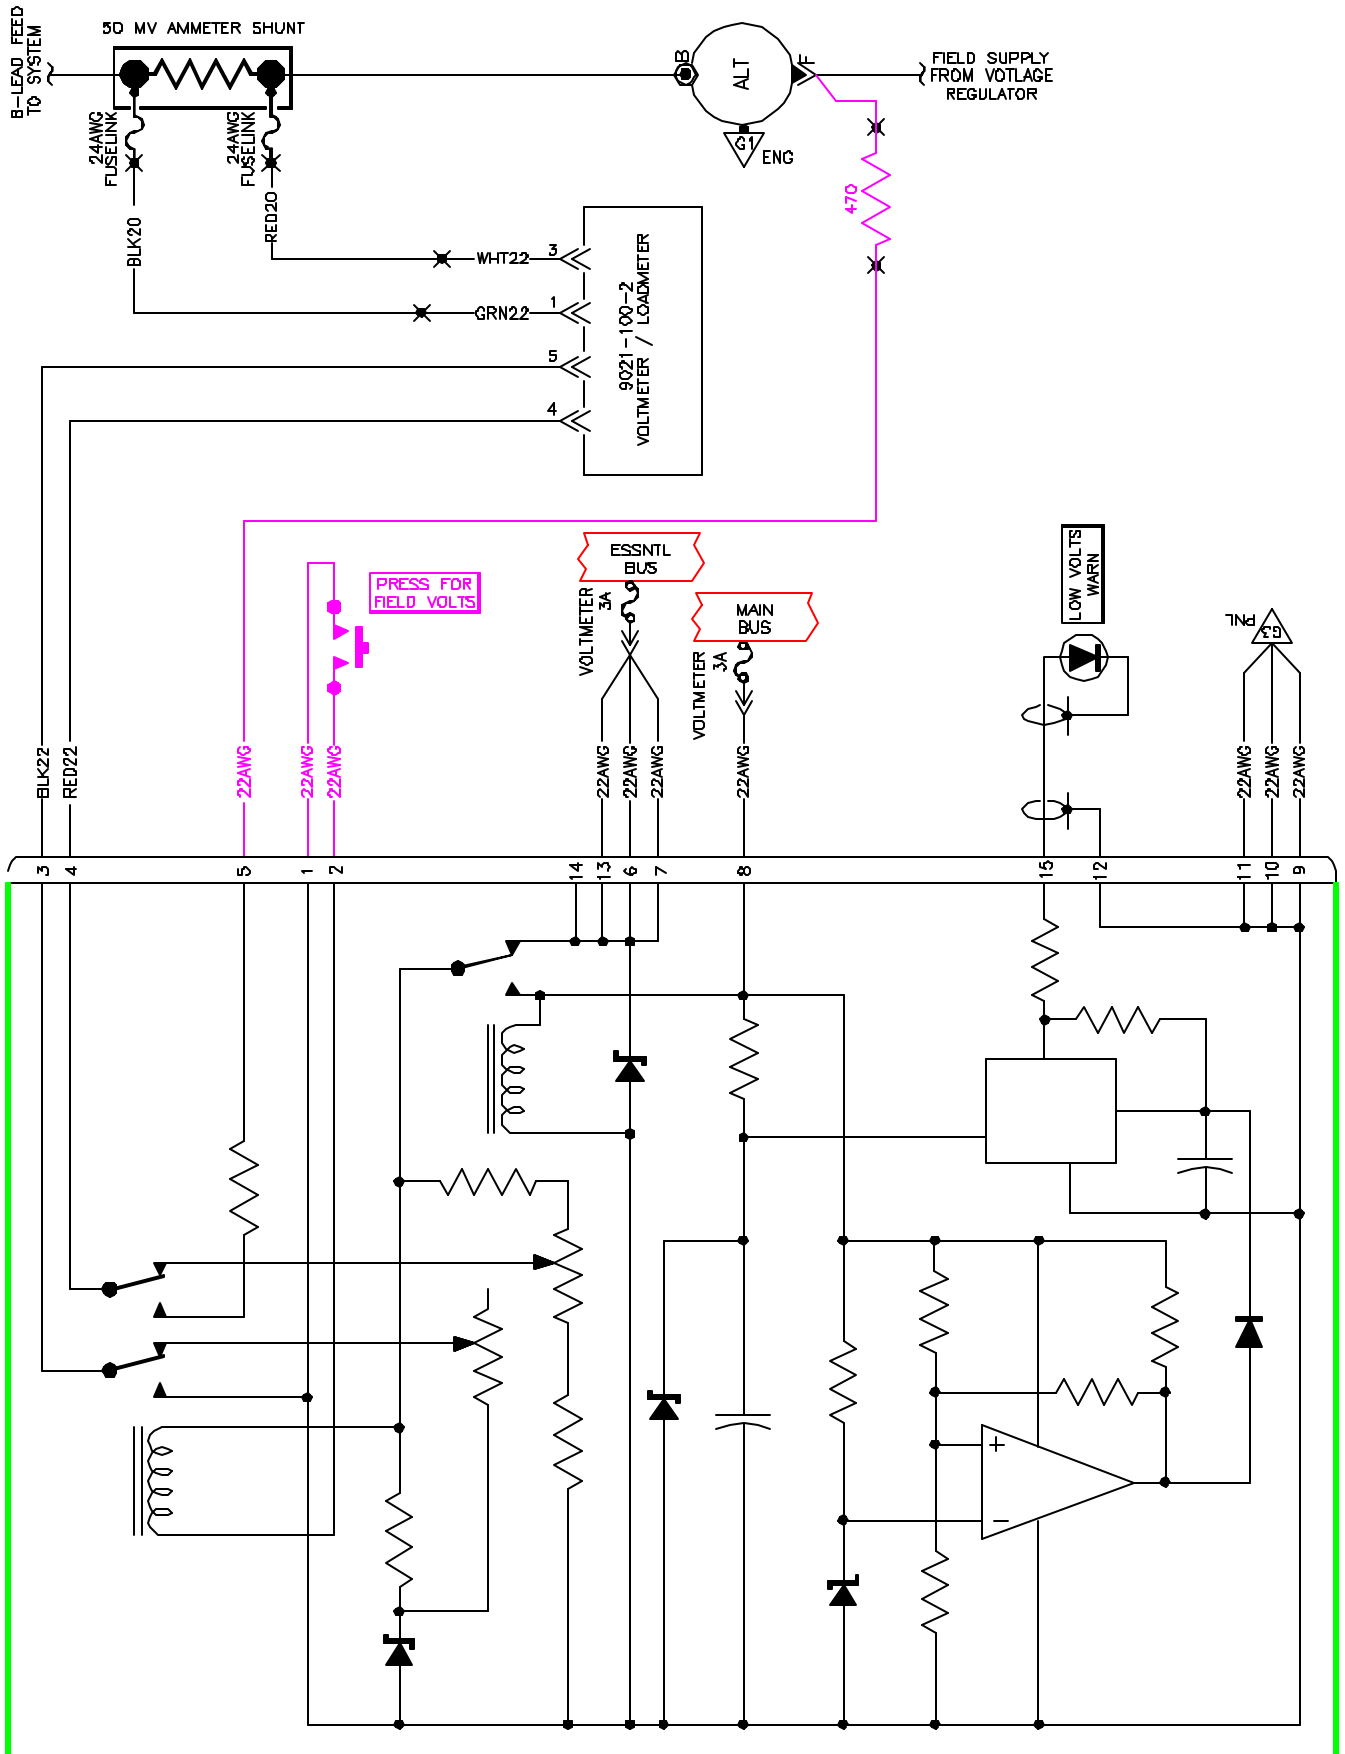 B-LEAD FEED
TO SYSTEM
50 MV AMMETER SHUNT
24AWG
FUSELINK
24AWG
FUSELINK
B
ALT
F
FIELD SUPPLY
FROM VOTLAGE
REGULATOR
G1
ENG
470
BLK20
RED20
WHT22
3
GRN22
1
5
4
9021-100-2
VOLTMETER / LOADMETER
PRESS FOR
FIELD VOLTS
ESSNTL
BUS
VOLTMETER
3A
MAIN
BUS
VOLTMETER
3A
LOW VOLTS
WARN
PNL
G3
BLK22
RED22
22AWG
22AWG
22AWG
22AWG
22AWG
22AWG
22AWG
22AWG
22AWG
22AWG
3
4
5
1
2
14
13
6
7
8
15
12
11
10
9
+
−